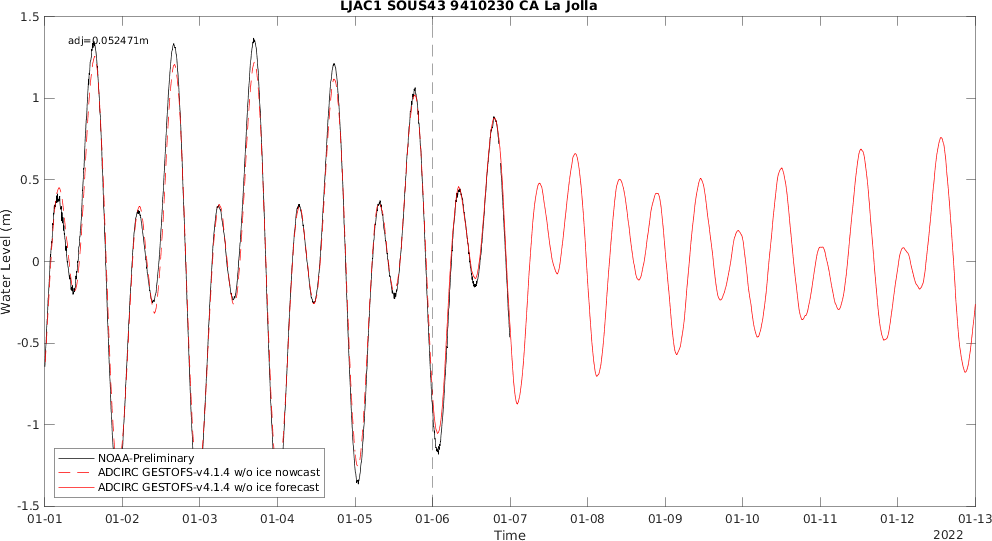 LJAC1 SOUS43 9410230 CA La Jolla
adj=0.052471m
1.5
1
0.5
0
-0.5
-1
-1.5
Water Level (m)
NOAA-Preliminary
ADCIRC GESTOFS-v4.1.4 w/o ice nowcast
ADCIRC GESTOFS-v4.1.4 w/o ice forecast
01-01 01-02 01-03 01-04 01-05 01-06 01-07 01-08 01-09 01-10 01-11 01-12 01-13
Time
2022